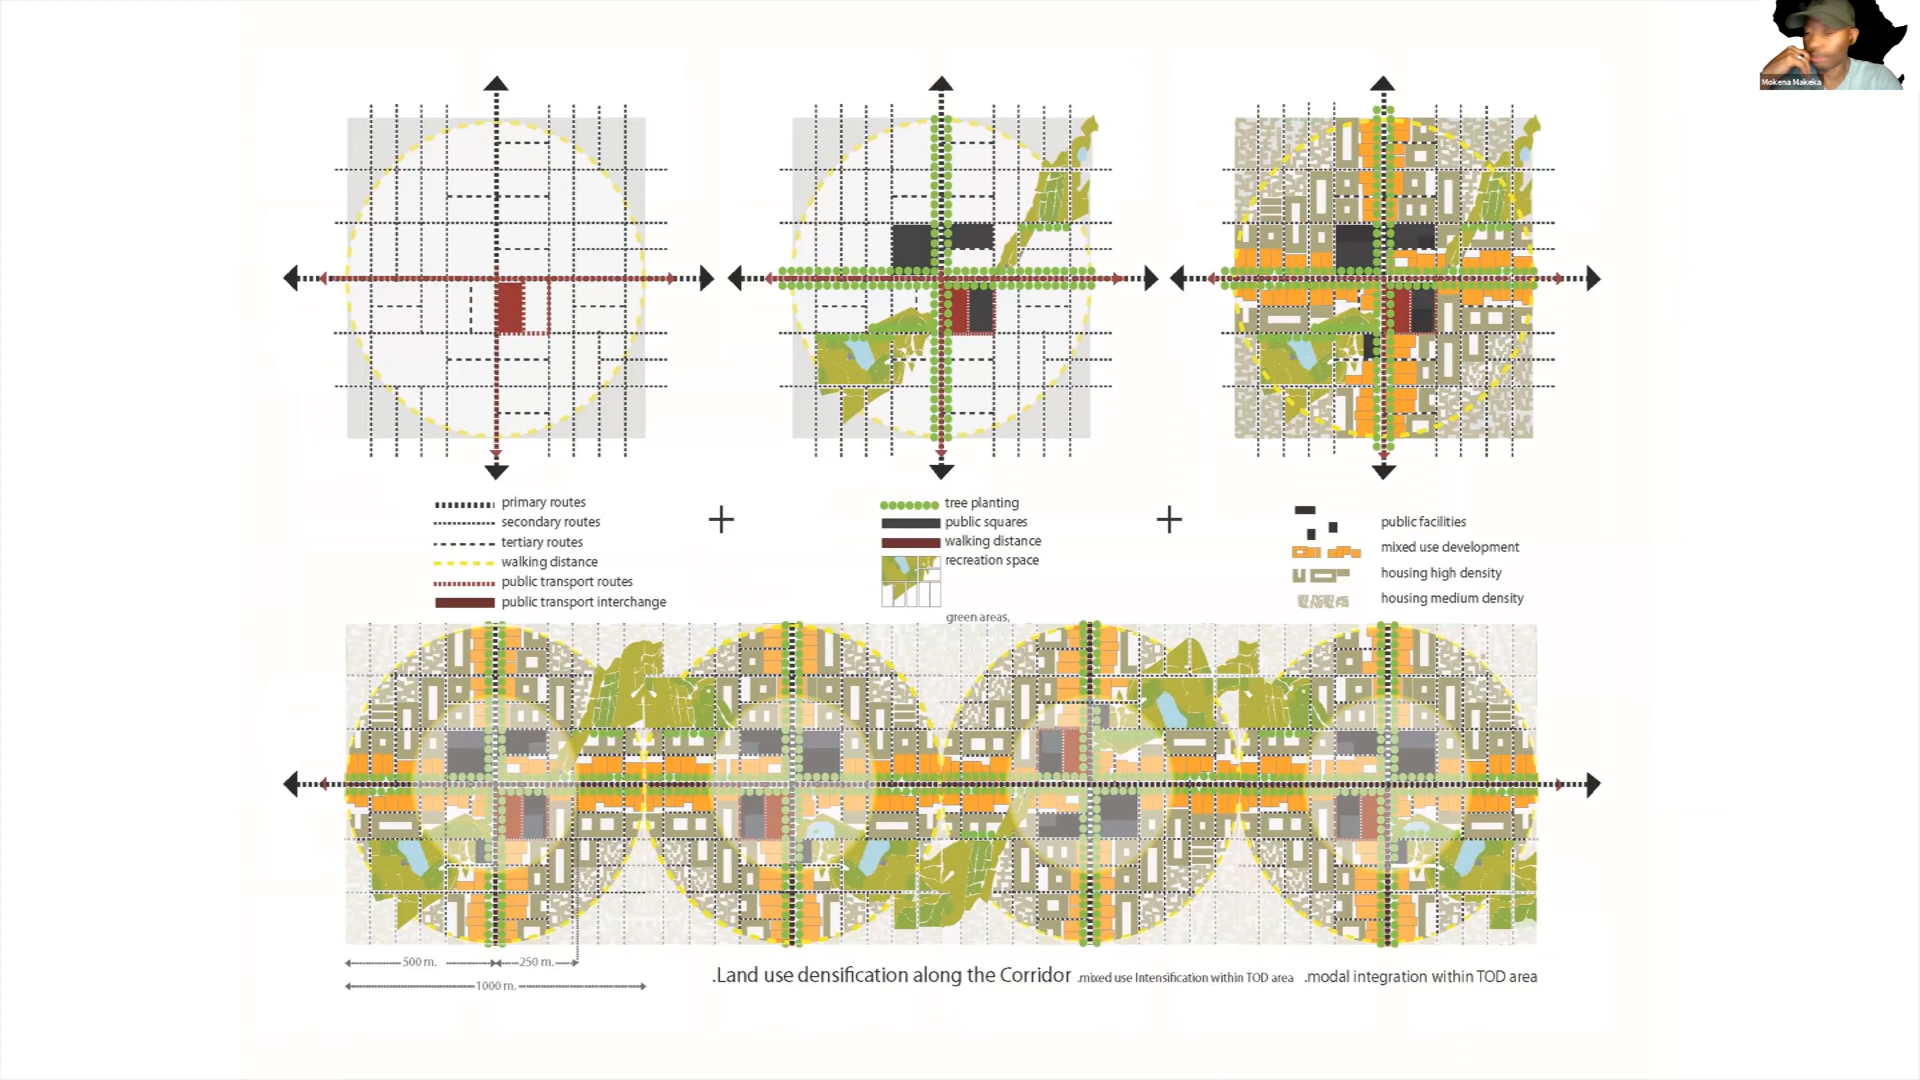 Mokena Makeka
primary routes
secondary routes
tertiary routes
walking distance
public transport routes
public transport interchange
+
tree planting
public squares
walking distance
recreation space
green areas,
+
public facilities
mixed use development
housing high density
housing medium density
500 m.
250 m.
1000 m.
.Land use densification along the Corridor .mixed use Intensification within TOD area .modal integration within TOD area